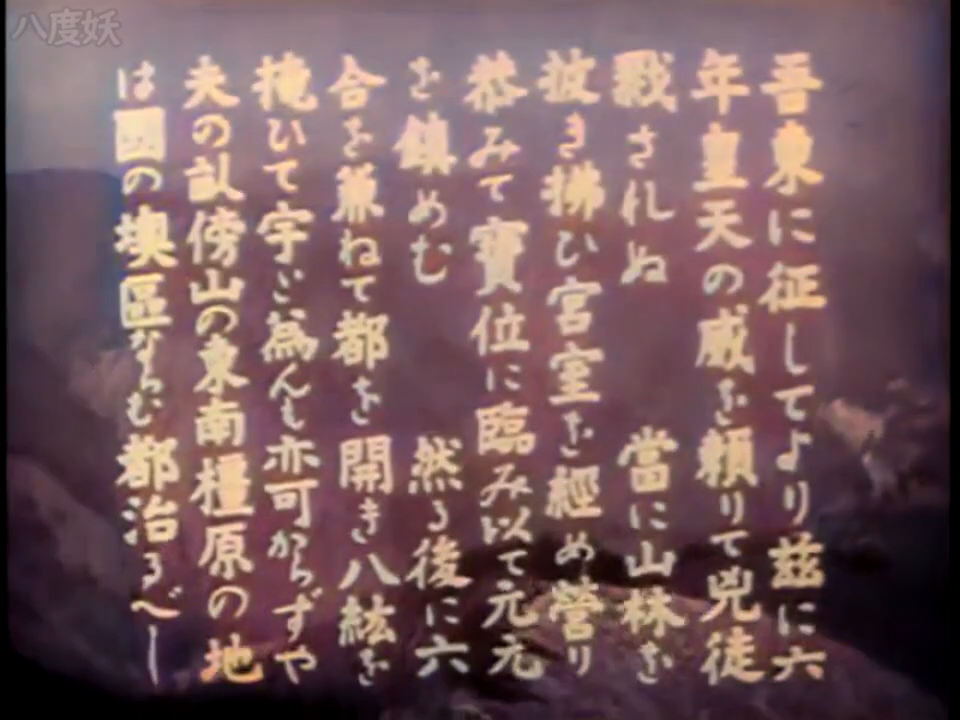 八度妖
吾東に征してより茲に六
年皇天の威を頼りて兇徒
戮されぬ　當に山林を
披き拂ひ宮室を經め營り
恭みて寶位に臨み以て元元
を鎮めむ　然る後に六
合を兼ねて都を開き八紘を
掩ひて宇と為んも亦可からずや
夫の畝傍山の東南橿原の地
は國の墺區ならむ都治るべし